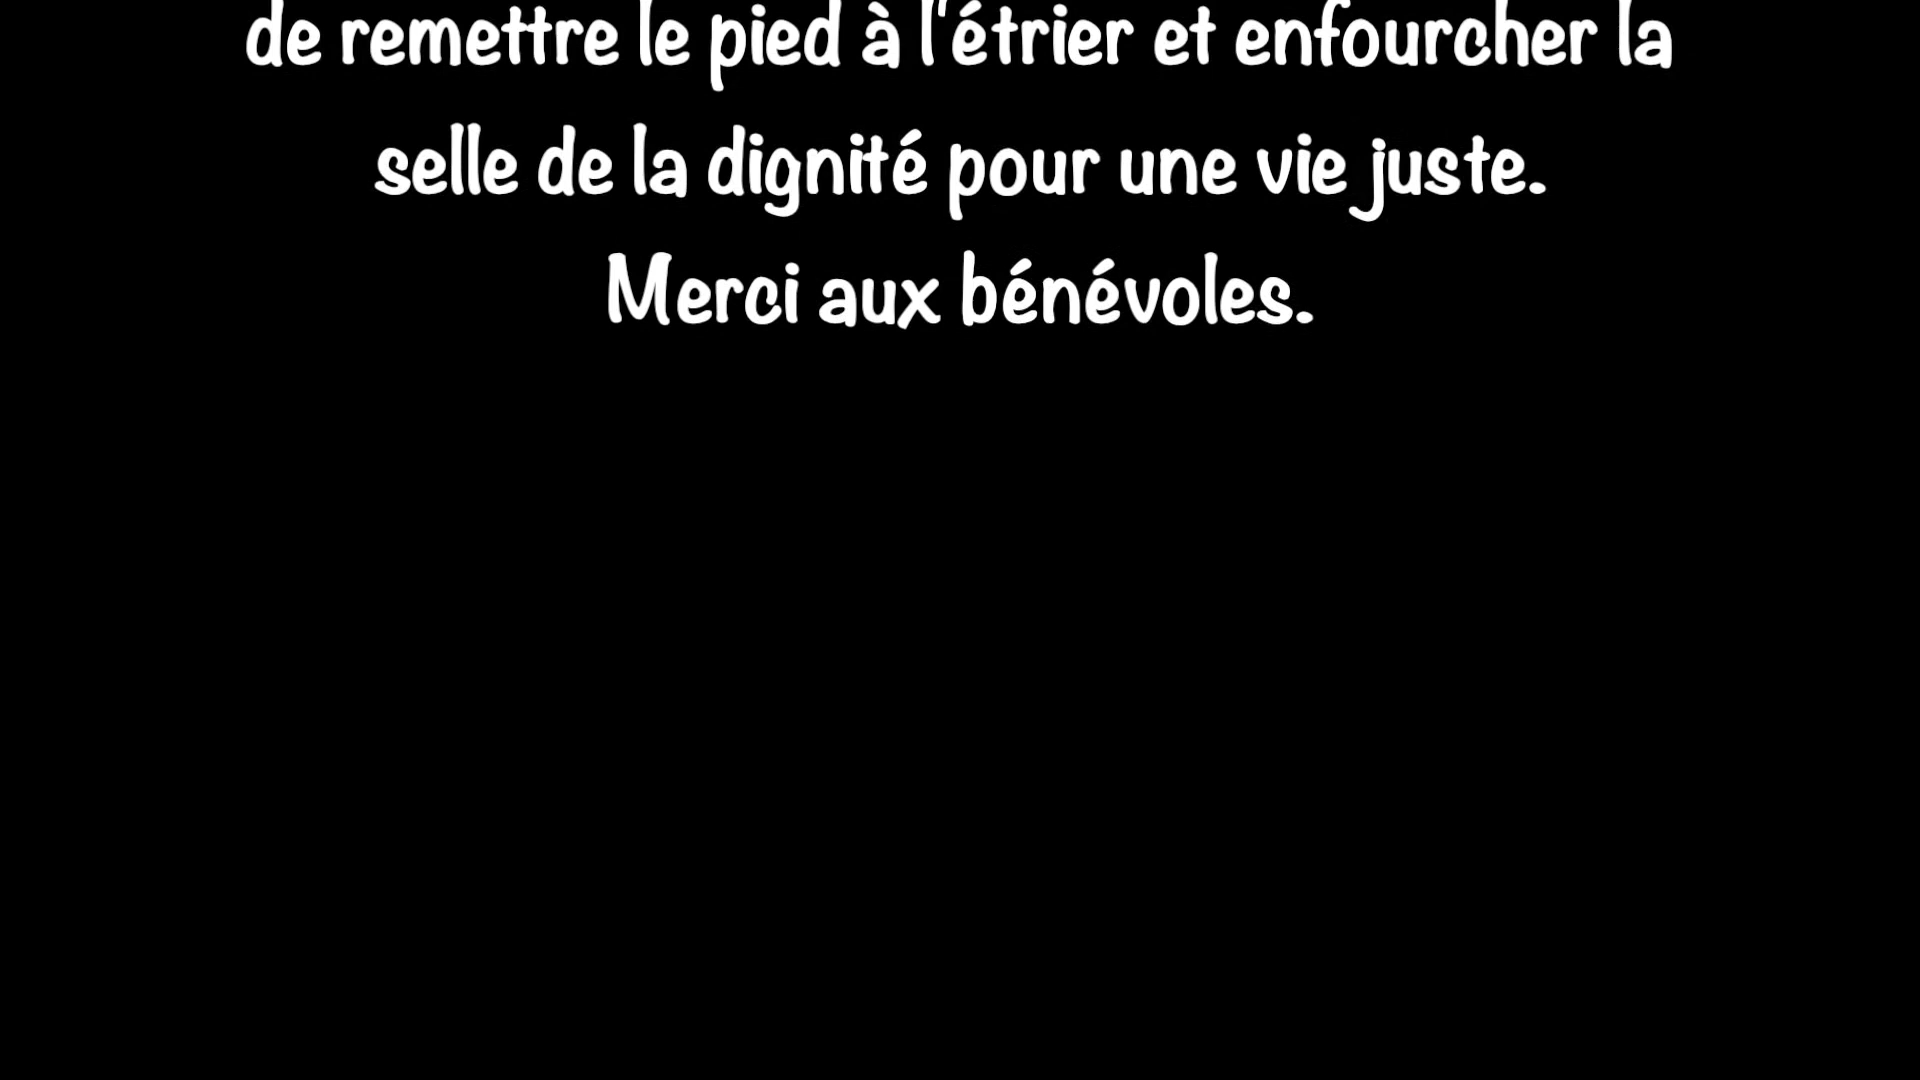 de remettre le pied à l'étrier et enfourcher la
selle de la dignité pour une vie juste.
Merci aux bénévoles.